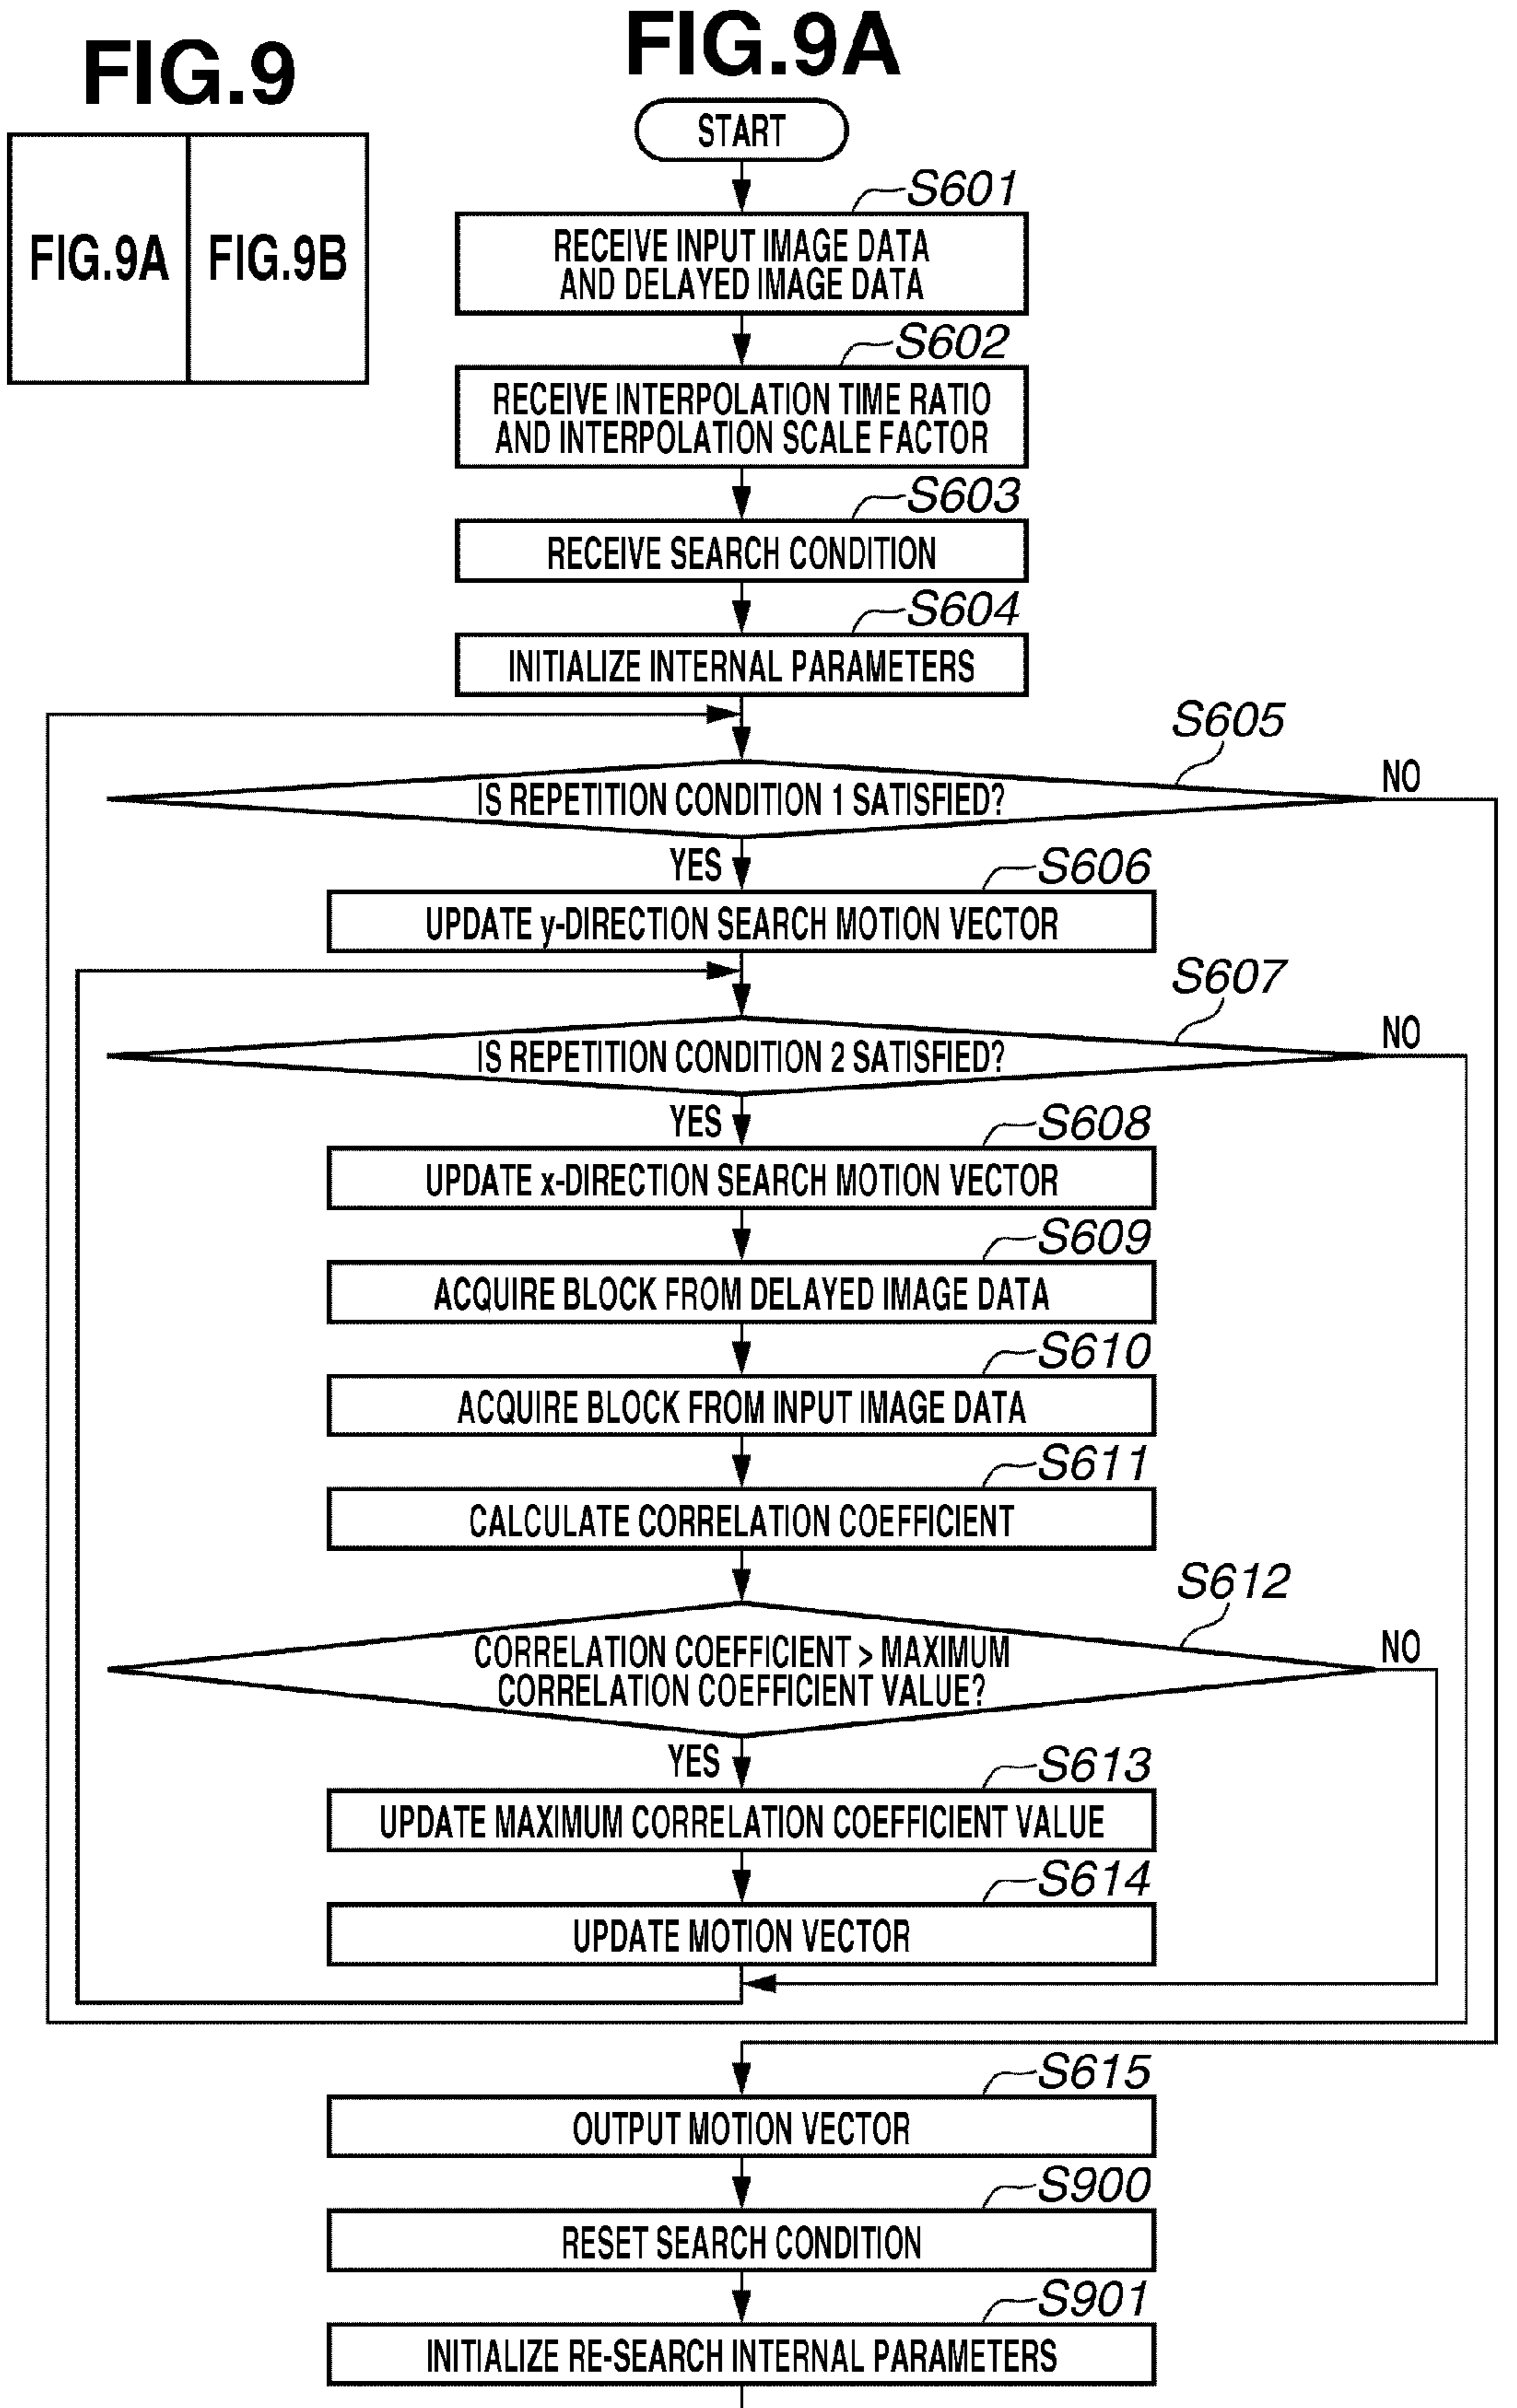 FIG.9
FIG.9A
FIG.9B
FIG.9A
START
S601
RECEIVE INPUT IMAGE DATA
AND DELAYED IMAGE DATA
S602
RECEIVE INTERPOLATION TIME RATIO
AND INTERPOLATION SCALE FACTOR
S603
RECEIVE SEARCH CONDITION
S604
INITIALIZE INTERNAL PARAMETERS
S605
IS REPETITION CONDITION 1 SATISFIED?
NO
YES
S606
UPDATE y-DIRECTION SEARCH MOTION VECTOR
S607
IS REPETITION CONDITION 2 SATISFIED?
NO
YES
S608
UPDATE x-DIRECTION SEARCH MOTION VECTOR
S609
ACQUIRE BLOCK FROM DELAYED IMAGE DATA
S610
ACQUIRE BLOCK FROM INPUT IMAGE DATA
S611
CALCULATE CORRELATION COEFFICIENT
S612
CORRELATION COEFFICIENT > MAXIMUM
CORRELATION COEFFICIENT VALUE?
NO
YES
S613
UPDATE MAXIMUM CORRELATION COEFFICIENT VALUE
S614
UPDATE MOTION VECTOR
S615
OUTPUT MOTION VECTOR
S900
RESET SEARCH CONDITION
S901
INITIALIZE RE-SEARCH INTERNAL PARAMETERS